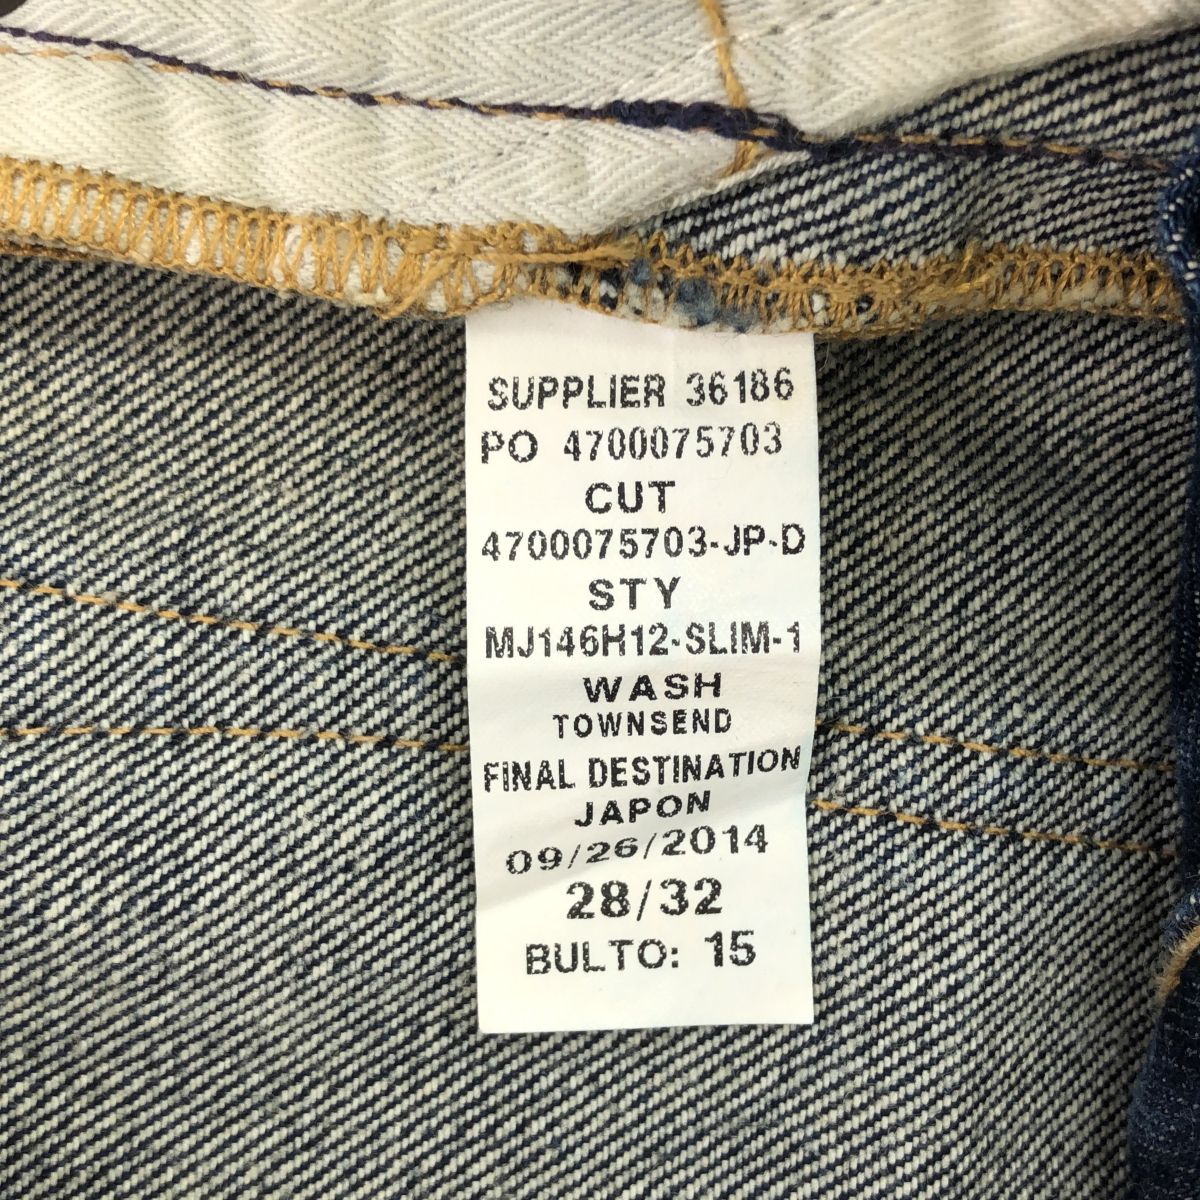 SUPPLIER 36186
PO 4700075703
CUT
4700075703-JP-D
STY
MJ146H12-SLIM-1
WASH
TOWNSEND
FINAL DESTINATION
JAPON
09/26/2014
28/32
BULTO: 15